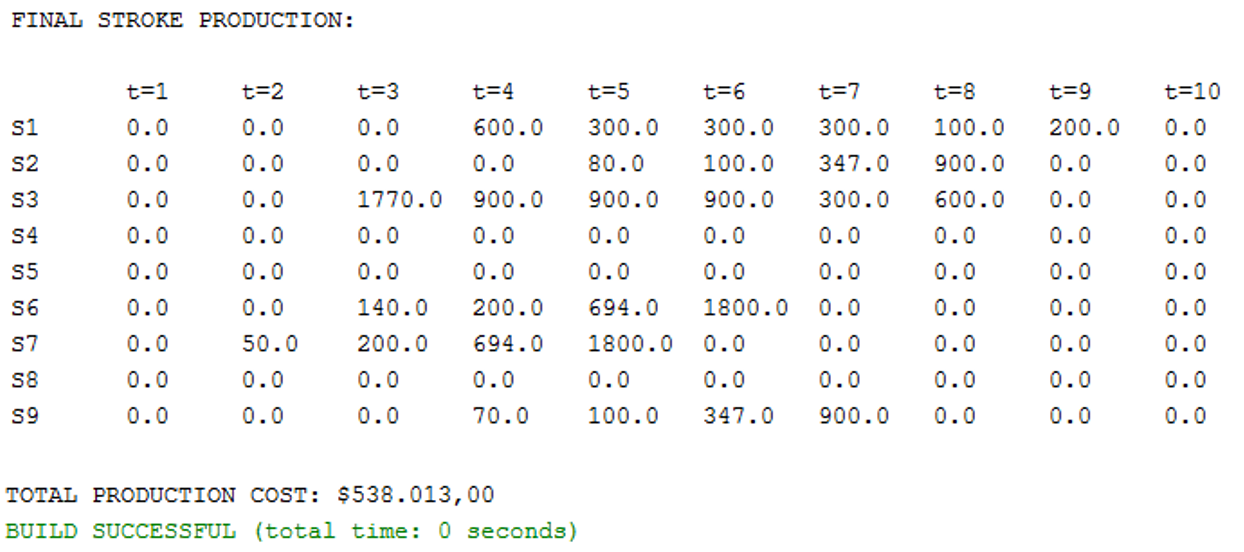 FINAL STROKE PRODUCTION:
t=1 t=2 t=3 t=4 t=5 t=6 t=7 t=8 t=9 t=10
S1 0.0 0.0 0.0 600.0 300.0 300.0 300.0 100.0 200.0 0.0
S2 0.0 0.0 0.0 0.0 80.0 100.0 347.0 900.0 0.0 0.0
S3 0.0 0.0 1770.0 900.0 900.0 900.0 300.0 600.0 0.0 0.0
S4 0.0 0.0 0.0 0.0 0.0 0.0 0.0 0.0 0.0 0.0
S5 0.0 0.0 0.0 0.0 0.0 0.0 0.0 0.0 0.0 0.0
S6 0.0 0.0 140.0 200.0 694.0 1800.0 0.0 0.0 0.0 0.0
S7 0.0 50.0 200.0 694.0 1800.0 0.0 0.0 0.0 0.0 0.0
S8 0.0 0.0 0.0 0.0 0.0 0.0 0.0 0.0 0.0 0.0
S9 0.0 0.0 0.0 70.0 100.0 347.0 900.0 0.0 0.0 0.0
TOTAL PRODUCTION COST: $538.013,00
BUILD SUCCESSFUL (total time: 0 seconds)